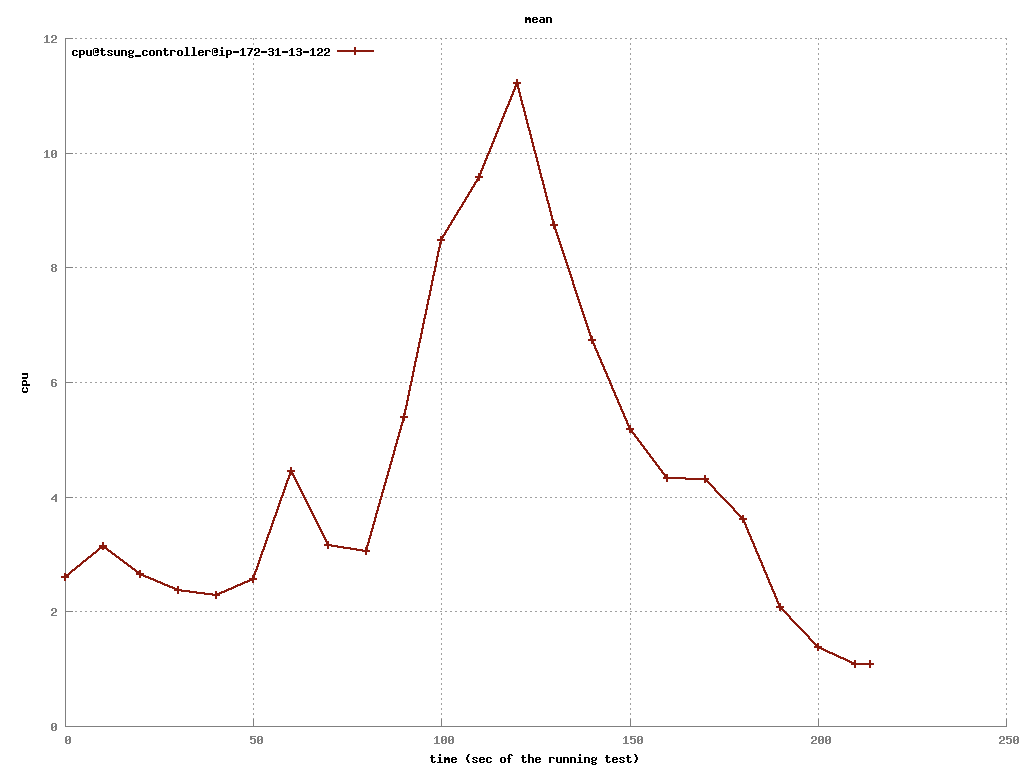 mean
12
cpu@tsung_controller@ip-172-31-13-122
10
8
cpu
6
4
2
0
0 50 100 150 200 250
time (sec of the running test)